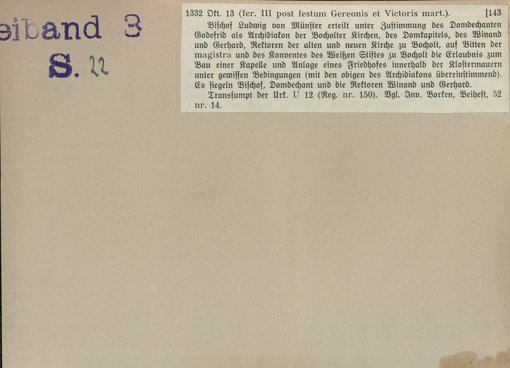 eiband 3
S. 22
1332 Okt. 13 (fer. III post festum Gereonis et Victoris mart.). [143
Bischof Ludwig von Münster erteilt unter Zustimmung des Domdechanten
Godefrid als Archidiakon der Bocholter Kirchen, des Domkapitels, des Winand
und Gerhard, Rektoren der alten und neuen Kirche zu Bocholt, auf Bitten der
magistra und des Konventes des Weißen Stiftes zu Bocholt die Erlaubnis zum
Bau einer Kapelle und Anlage eines Friedhofes innerhalb der Klostermauern
unter gewissen Bedingungen (mit den obigen des Archidiakons übereinstimmend).
Es siegeln Bischof, Domdechant und die Rektoren Winand und Gerhard.
Transsumpt der Urk. U 12 (Reg. nr. 150). Vgl. Inv. Borken, Beiheft, 52
nr. 14.